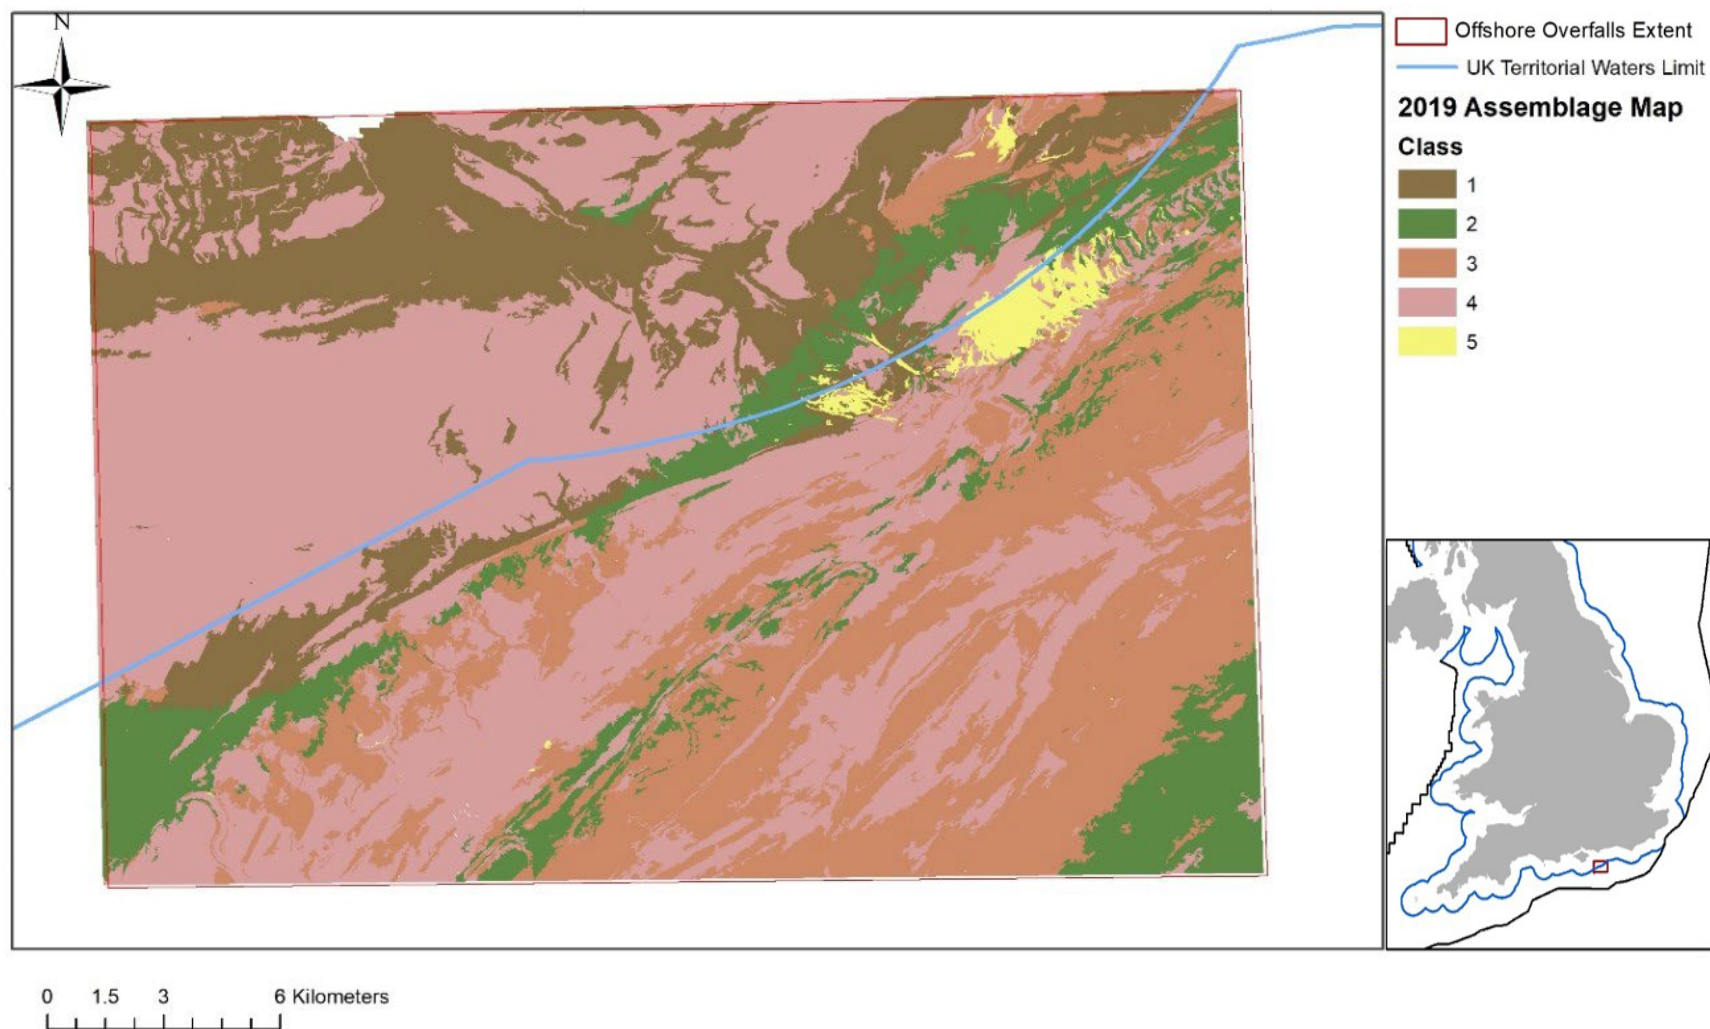 N
Offshore Overfalls Extent
UK Territorial Waters Limit
2019 Assemblage Map
Class
1
2
3
4
5
0 1.5 3 6 Kilometers